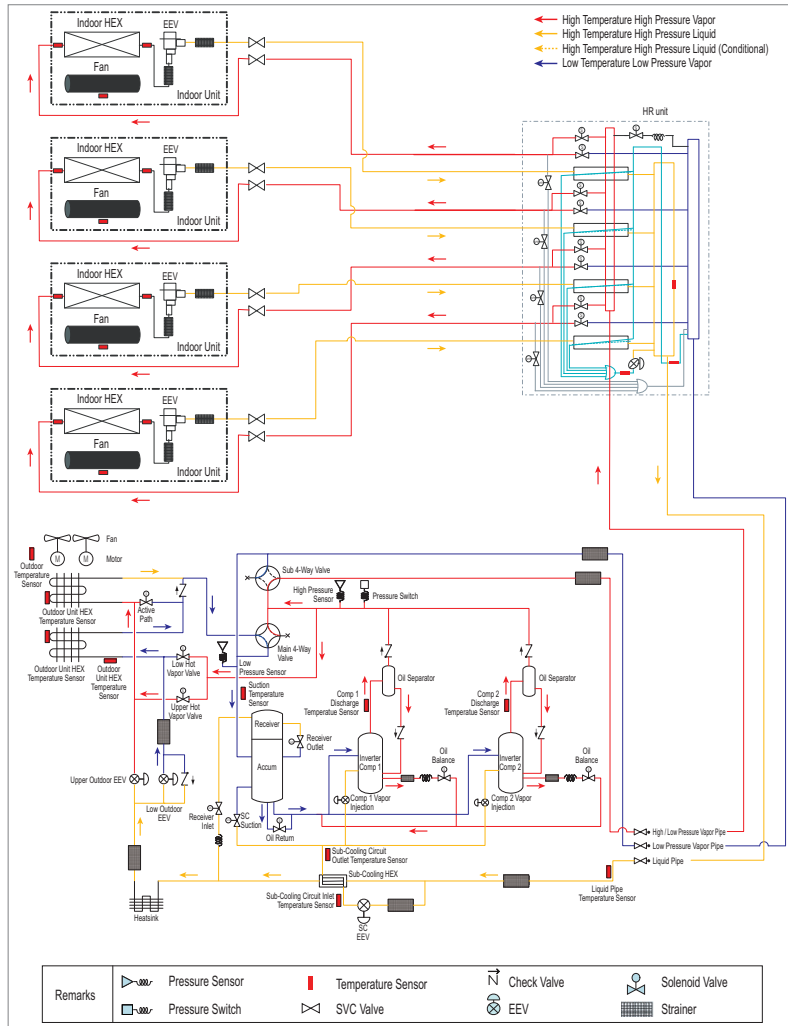 High Temperature High Pressure Vapor
High Temperature High Pressure Liquid
High Temperature High Pressure Liquid (Conditional)
Low Temperature Low Pressure Vapor
Indoor HEX
EEV
Fan
Indoor Unit
Indoor HEX
EEV
Fan
Indoor Unit
Indoor HEX
EEV
Fan
Indoor Unit
Indoor HEX
EEV
Fan
Indoor Unit
HR unit
Fan
M
M
Motor
Outdoor
Temperature
Sensor
Outdoor Unit HEX
Temperature Sensor
Active
Path
Outdoor Unit HEX
Temperature Sensor
Outdoor
Unit HEX
Temperature
Sensor
Low Hot
Vapor Valve
Upper Hot
Vapor Valve
Upper Outdoor EEV
Low Outdoor
EEV
Heatsink
Sub 4-Way Valve
High Pressure
Sensor
Pressure Switch
Main 4-Way
Valve
Low
Pressure Sensor
Suction
Temperature
Sensor
Receiver
Accum
Receiver
Outlet
Receiver
Inlet
SC
Suction
Oil Return
Comp 1
Discharge
Temperatue Sensor
Oil Separator
Inverter
Comp 1
Oil
Balance
Comp 1 Vapor
Injection
Comp 2
Discharge
Temperatue Sensor
Oil Separator
Inverter
Comp 2
Oil
Balance
Comp 2 Vapor
Injection
Sub-Cooling Circuit
Outlet Temperature Sensor
Sub-Cooling HEX
Sub-Cooling Circuit Inlet
Temperature Sensor
SC
EEV
High / Low Pressure Vapor Pipe
Low Pressure Vapor Pipe
Liquid Pipe
Liquid Pipe
Temperature Sensor
Remarks
Pressure Sensor
Temperature Sensor
Check Valve
Solenoid Valve
Pressure Switch
SVC Valve
EEV
Strainer